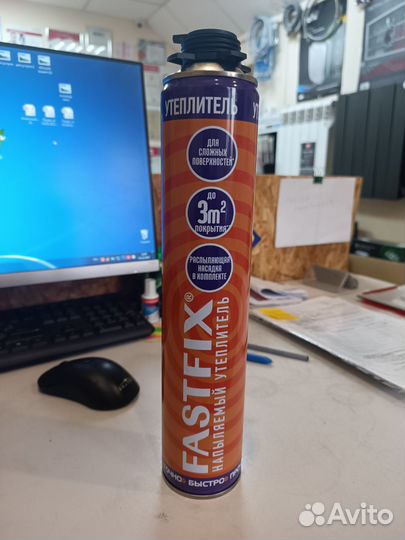 УТЕПЛИТЕЛЬ
ДЛЯ
СЛОЖНЫХ
ПОВЕРХНОСТЕЙ*
ДО
3m²
ПОКРЫТИЯ*
РАСПЫЛЯЮЩАЯ
НАСАДКА
В КОМПЛЕКТЕ
FASTFIX®
НАПЫЛЯЕМЫЙ УТЕПЛИТЕЛЬ
БЫСТРО
Avito